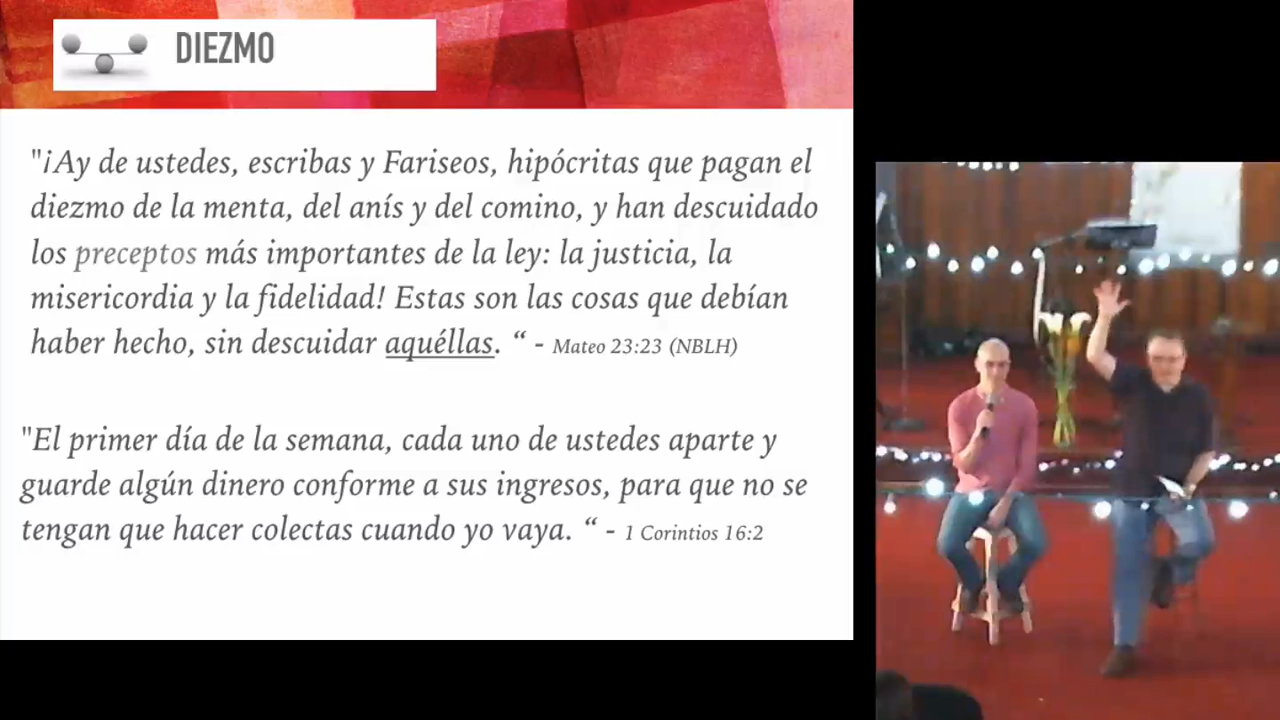 DIEZMO
"¡Ay de ustedes, escribas y Fariseos, hipócritas que pagan el
diezmo de la menta, del anís y del comino, y han descuidado
los preceptos más importantes de la ley: la justicia, la
misericordia y la fidelidad! Estas son las cosas que debían
haber hecho, sin descuidar aquéllas. “ - Mateo 23:23 (NBLH)
"El primer día de la semana, cada uno de ustedes aparte y
guarde algún dinero conforme a sus ingresos, para que no se
tengan que hacer colectas cuando yo vaya. “ - 1 Corintios 16:2